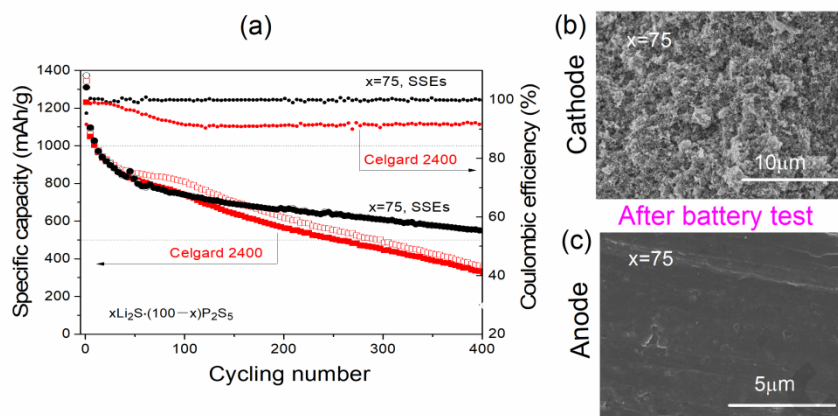 (a)
Specific capacity (mAh/g)
1400
1200
1000
800
600
400
200
0
x=75, SSEs
Celgard 2400
x=75, SSEs
Celgard 2400
xLi₂S·(100—x)P₂S₅
0
100
200
300
400
Cycling number
100
80
60
40
20
Coulombic efficiency (%)
(b)
Cathode
x=75
10μm
After battery test
(c)
Anode
x=75
5μm